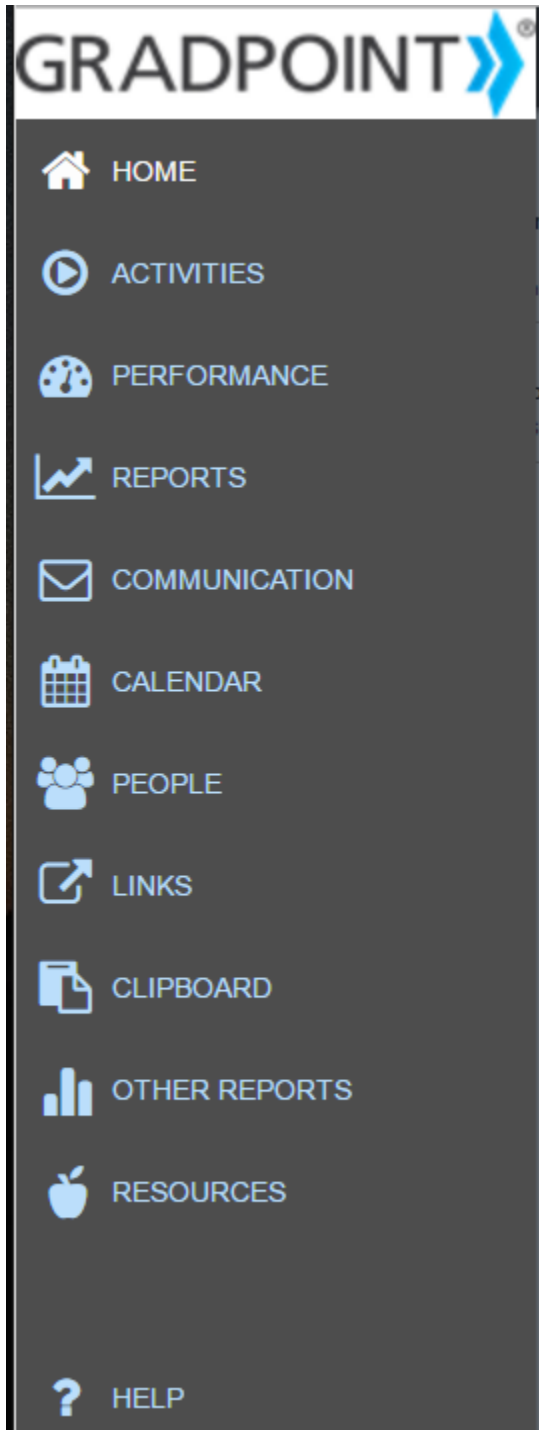 GRADPOINT®
HOME
ACTIVITIES
PERFORMANCE
REPORTS
COMMUNICATION
CALENDAR
PEOPLE
LINKS
CLIPBOARD
OTHER REPORTS
RESOURCES
? HELP